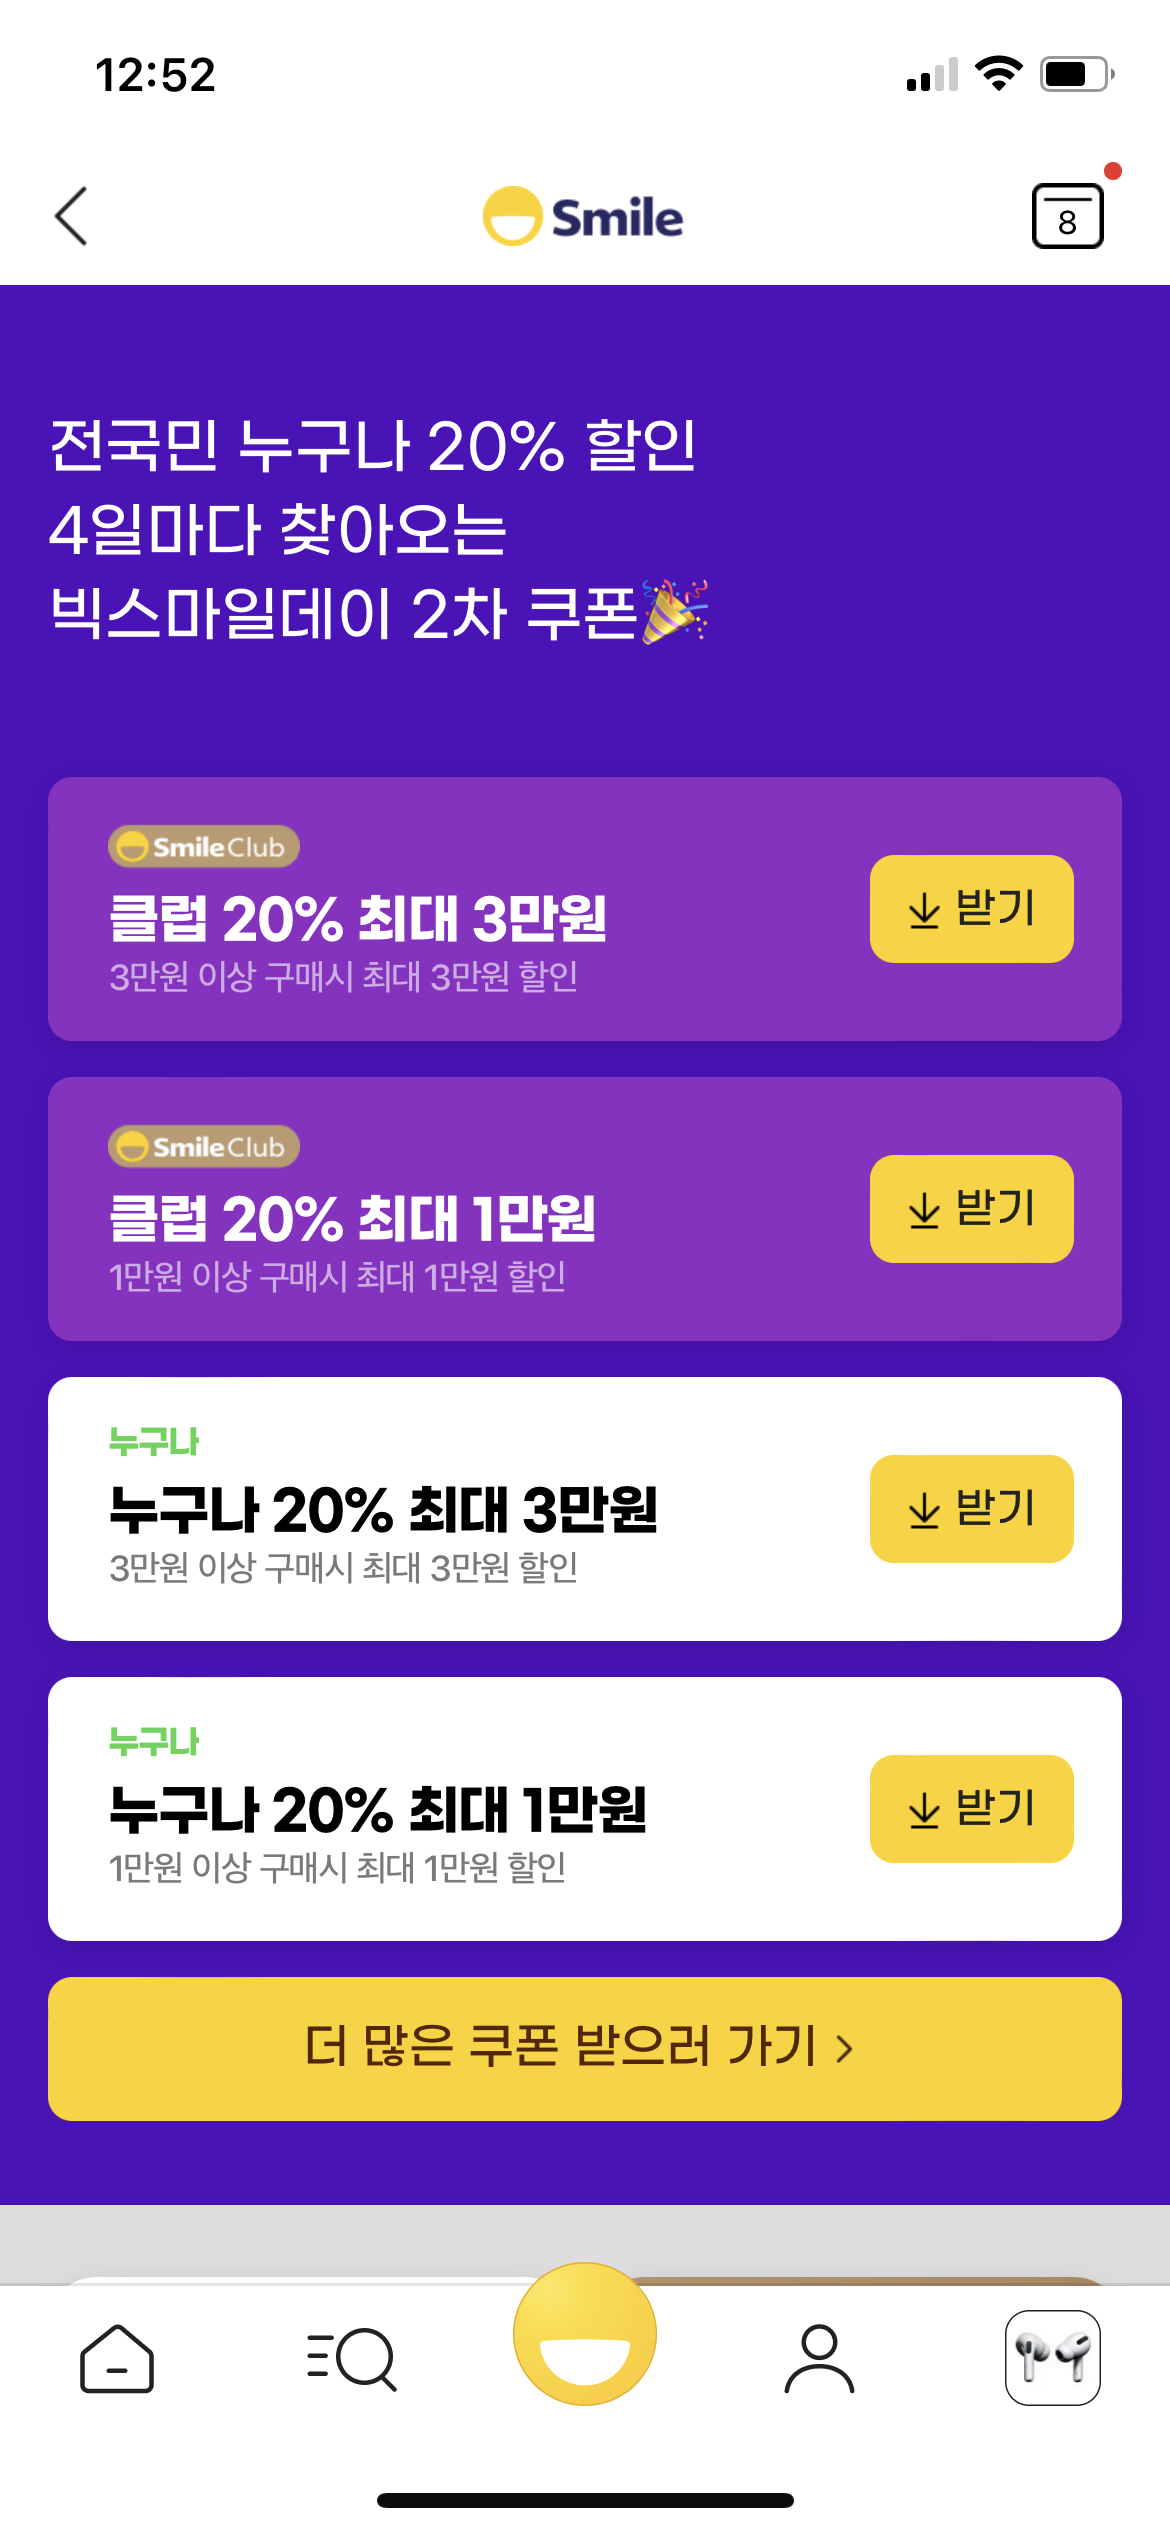 12:52
Smile
8
전국민 누구나 20% 할인
4일마다 찾아오는
빅스마일데이 2차 쿠폰🎉
Smile Club
클럽 20% 최대 3만원
3만원 이상 구매시 최대 3만원 할인
받기
Smile Club
클럽 20% 최대 1만원
1만원 이상 구매시 최대 1만원 할인
받기
누구나
누구나 20% 최대 3만원
3만원 이상 구매시 최대 3만원 할인
받기
누구나
누구나 20% 최대 1만원
1만원 이상 구매시 최대 1만원 할인
받기
더 많은 쿠폰 받으러 가기 >